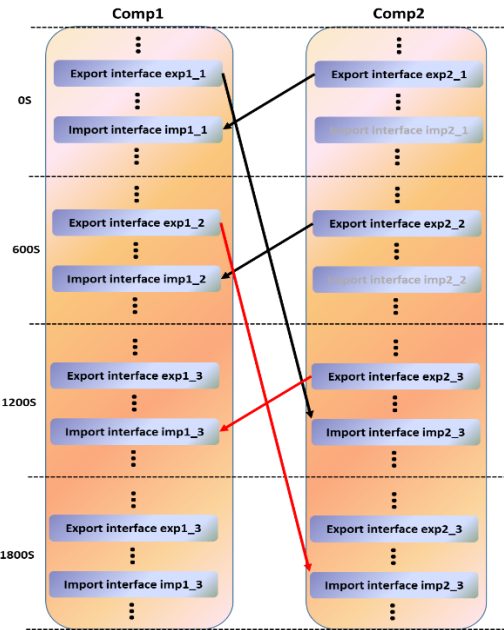 Comp1 Comp2
Export interface exp1_1 Export interface exp2_1
0S
Import interface imp1_1 Import interface imp2_1
Export interface exp1_2 Export interface exp2_2
600S
Import interface imp1_2 Import interface imp2_2
Export interface exp1_3 Export interface exp2_3
1200S
Import interface imp1_3 Import interface imp2_3
Export interface exp1_3 Export interface exp2_3
1800S
Import interface imp1_3 Import interface imp2_3